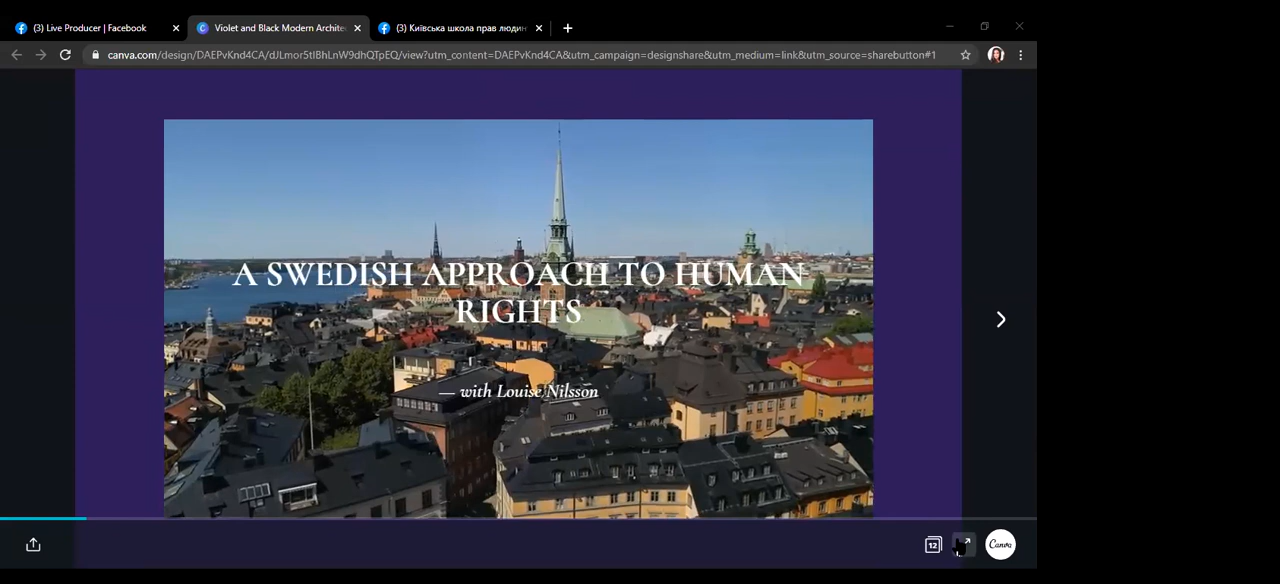 (3) Live Producer | Facebook
Violet and Black Modern Archite
(3) Київська школа прав людин
canva.com/design/DAEPvKnd4CA/dJLmor5tIBhLnW9dhQTpEQ/view?utm_content=DAEPvKnd4CA&utm_campaign=designshare&utm_medium=link&utm_source=sharebutton#1
A SWEDISH APPROACH TO HUMAN
RIGHTS
— with Louise Nilsson
12
Canva